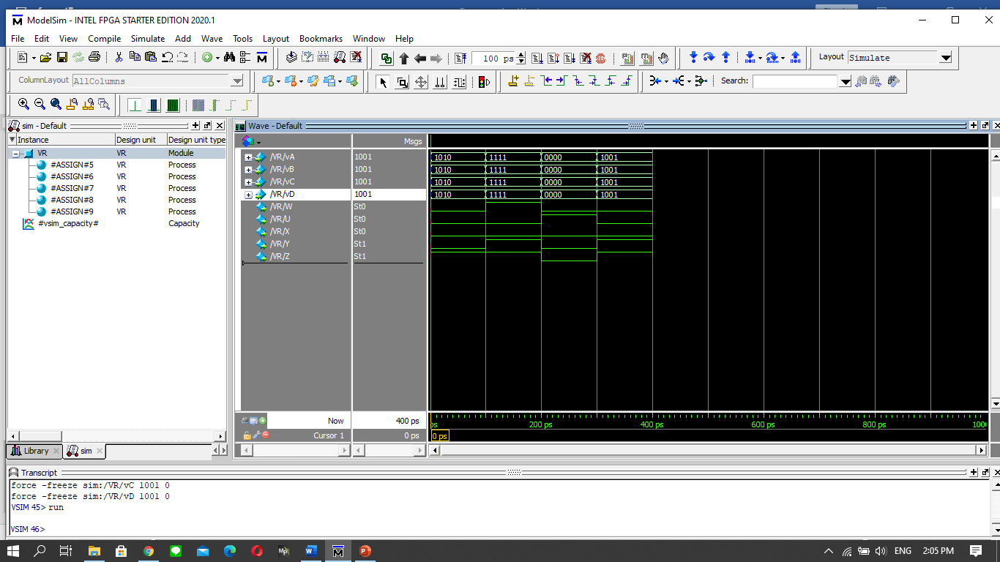 ModelSim - INTEL FPGA STARTER EDITION 2020.1
File Edit View Compile Simulate Add Wave Tools Layout Bookmarks Window Help
100 ps
Layout Simulate
ColumnLayout AllColumns
Search:
sim - Default
Instance Design unit Design unit type
VR VR Module
#ASSIGN#5 VR Process
#ASSIGN#6 VR Process
#ASSIGN#7 VR Process
#ASSIGN#8 VR Process
#ASSIGN#9 VR Process
#vsim_capacity# Capacity
Library sim
Wave - Default
Msgs
/VR/vA 1001 1010 1111 0000 1001
/VR/vB 1001 1010 1111 0000 1001
/VR/vC 1001 1010 1111 0000 1001
/VR/vD 1001 1010 1111 0000 1001
/VR/W St0
/VR/U St0
/VR/X St0
/VR/Y St1
/VR/Z St1
Now 400 ps ps 200 ps 400 ps 600 ps 800 ps 100
Cursor 1 0 ps 0 ps
Transcript
force -freeze sim:/VR/vC 1001 0
force -freeze sim:/VR/vD 1001 0
VSIM 45> run
VSIM 46>
ENG 2:05 PM